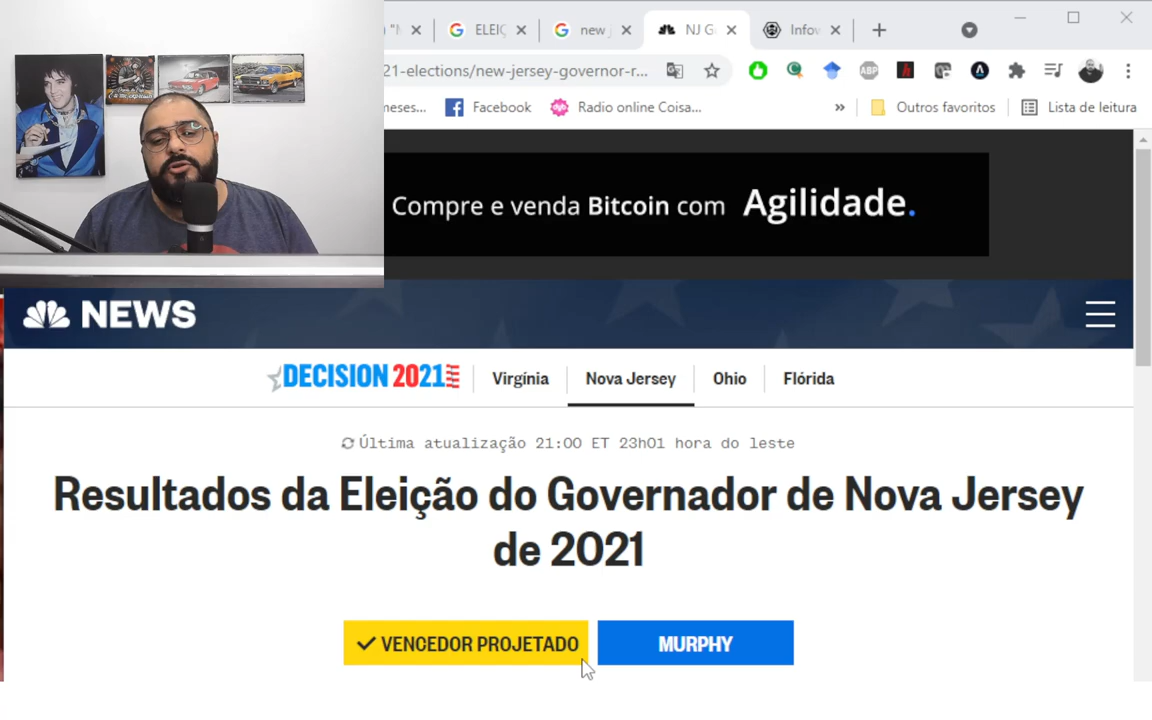 "M
ELEIÇ
new j
NJ G
Infow
21-elections/new-jersey-governor-r...
ABP
neses...
Facebook
Radio online Coisa...
»
Outros favoritos
Lista de leitura
Compre e venda Bitcoin com Agilidade.
NEWS
DECISION 2021
Virgínia
Nova Jersey
Ohio
Flórida
Última atualização 21:00 ET 23h01 hora do leste
Resultados da Eleição do Governador de Nova Jersey
de 2021
VENCEDOR PROJETADO
MURPHY